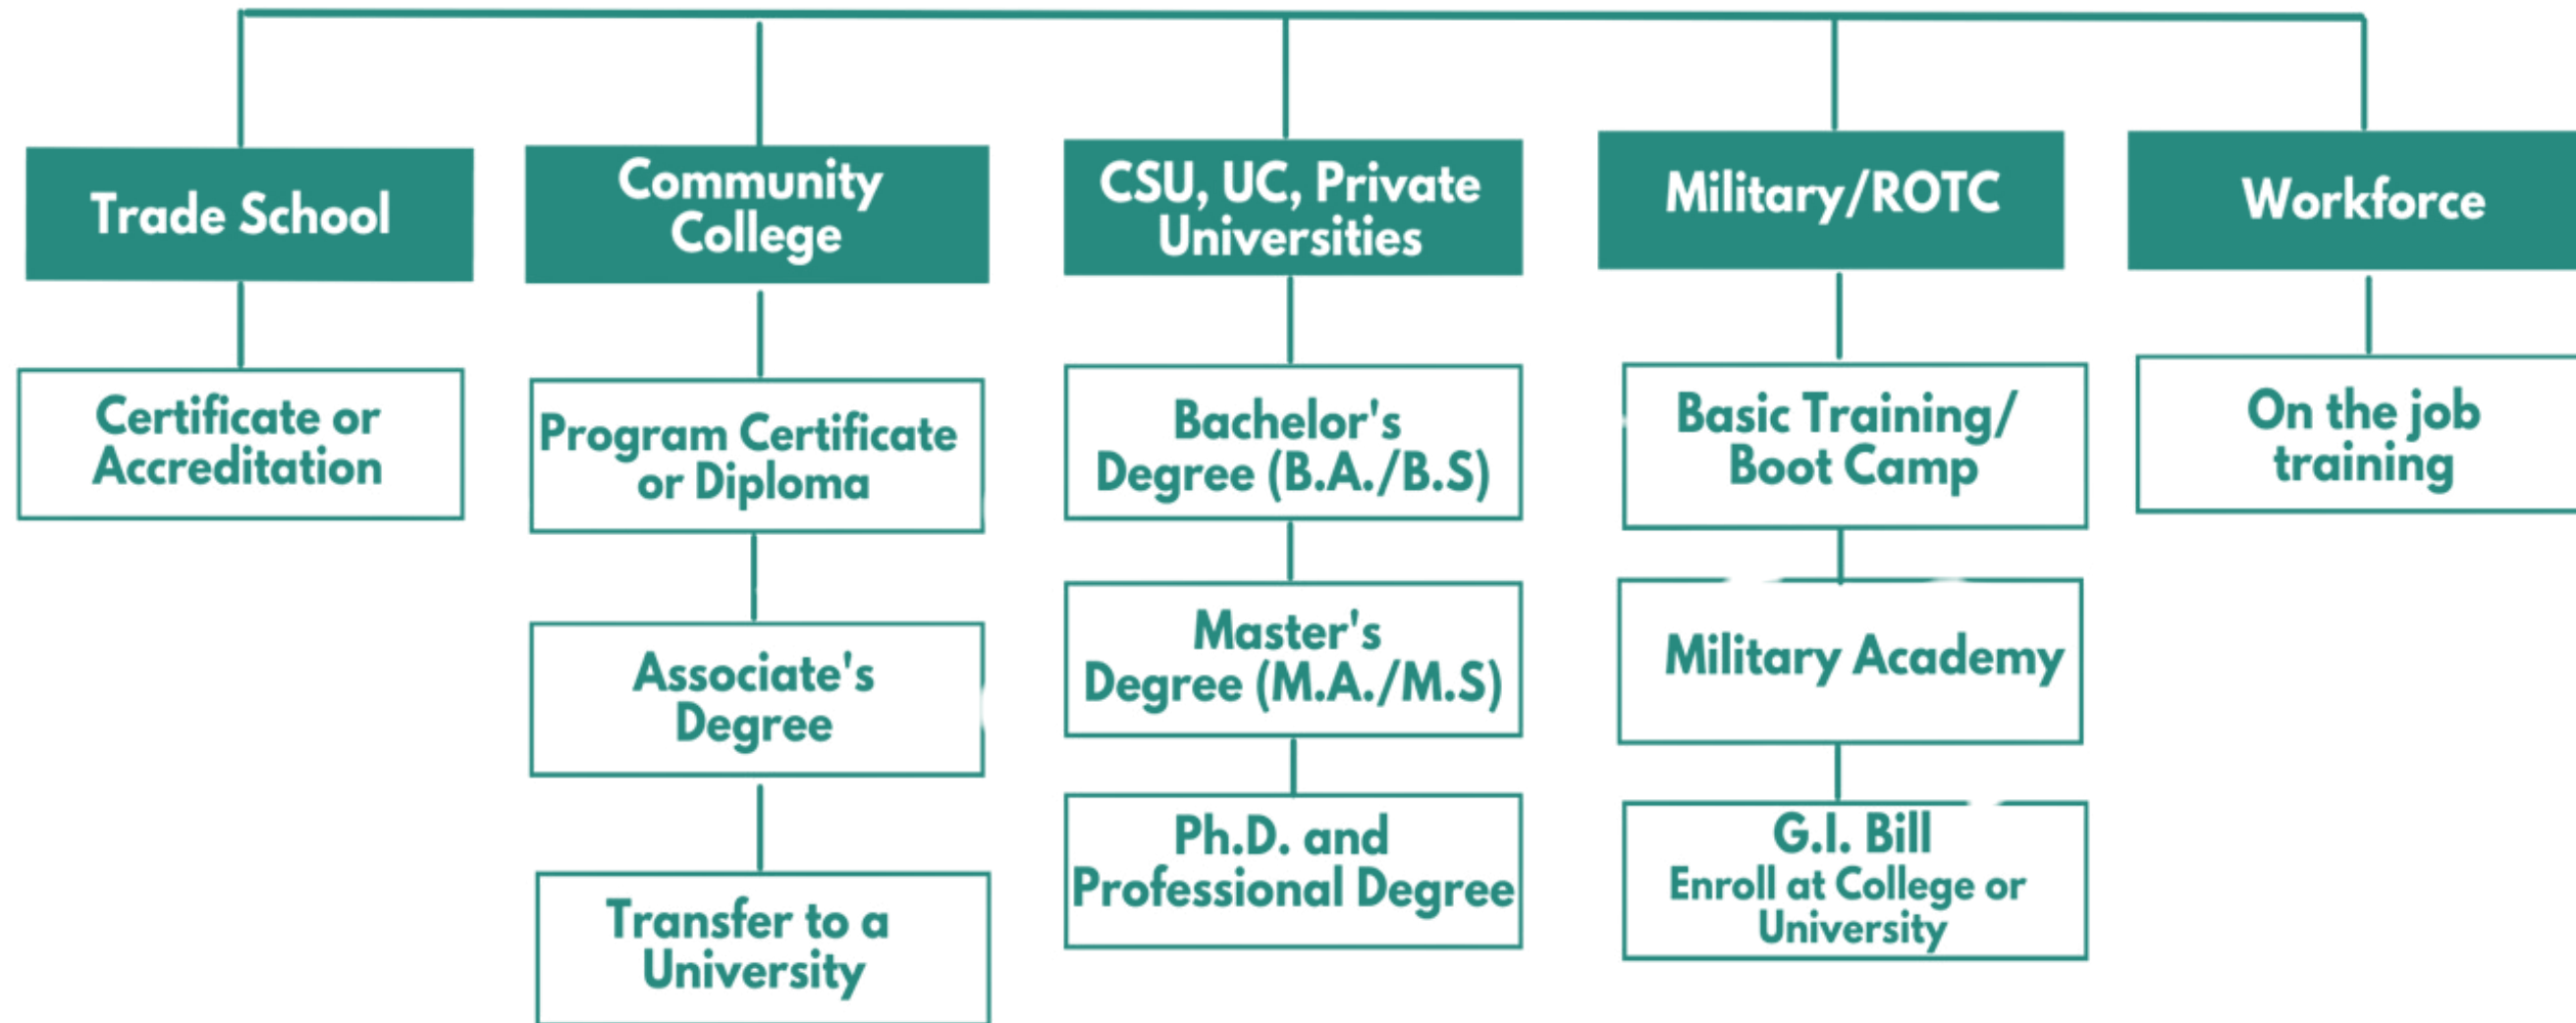 Trade School
Certificate or
Accreditation
Community
College
Program Certificate
or Diploma
Associate's
Degree
Transfer to a
University
CSU, UC, Private
Universities
Bachelor's
Degree (B.A./B.S)
Master's
Degree (M.A./M.S)
Ph.D. and
Professional Degree
Military/ROTC
Basic Training/
Boot Camp
Military Academy
G.I. Bill
Enroll at College or
University
Workforce
On the job
training